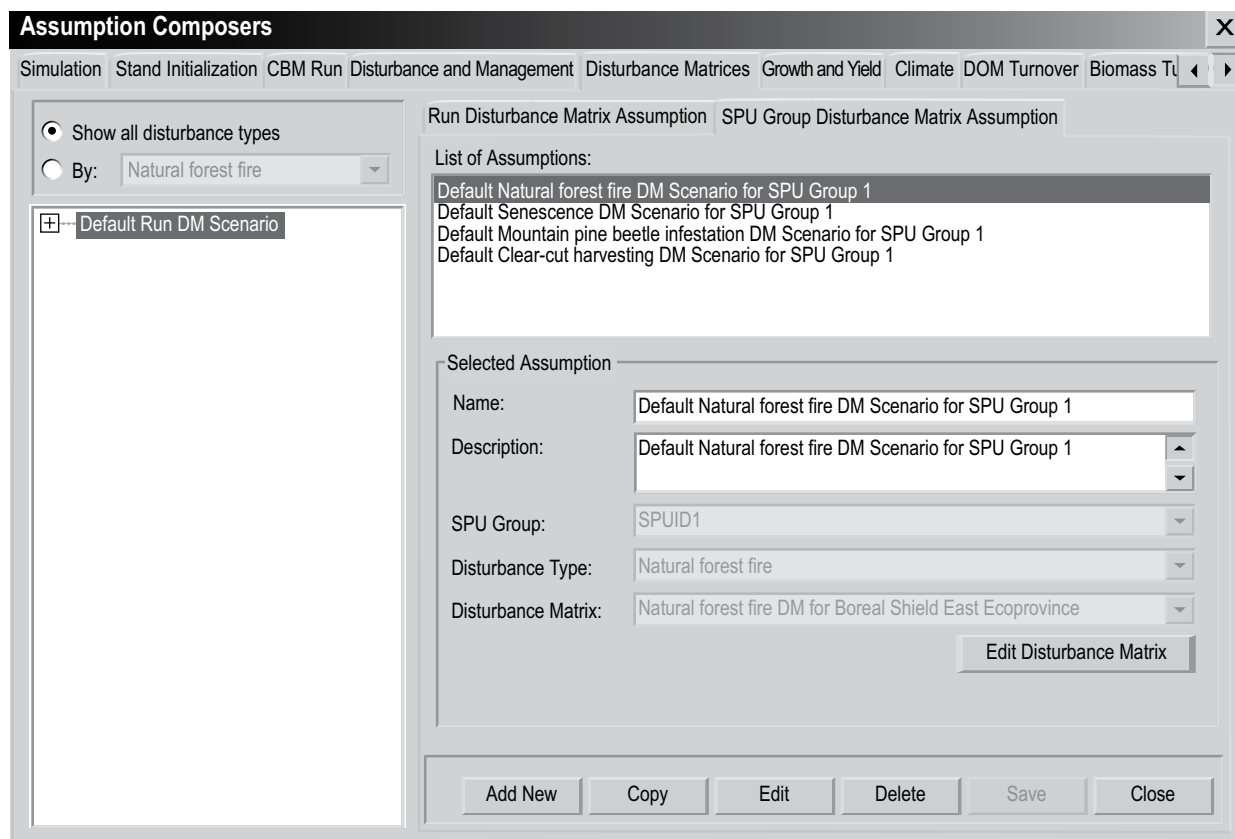 Assumption Composers
X
Simulation Stand Initialization CBM Run Disturbance and Management Disturbance Matrices Growth and Yield Climate DOM Turnover Biomass Tu
Show all disturbance types
By: Natural forest fire
Default Run DM Scenario
Run Disturbance Matrix Assumption SPU Group Disturbance Matrix Assumption
List of Assumptions:
Default Natural forest fire DM Scenario for SPU Group 1
Default Senescence DM Scenario for SPU Group 1
Default Mountain pine beetle infestation DM Scenario for SPU Group 1
Default Clear-cut harvesting DM Scenario for SPU Group 1
Selected Assumption
Name: Default Natural forest fire DM Scenario for SPU Group 1
Description: Default Natural forest fire DM Scenario for SPU Group 1
SPU Group: SPUID1
Disturbance Type: Natural forest fire
Disturbance Matrix: Natural forest fire DM for Boreal Shield East Ecoprovince
Edit Disturbance Matrix
Add New Copy Edit Delete Save Close